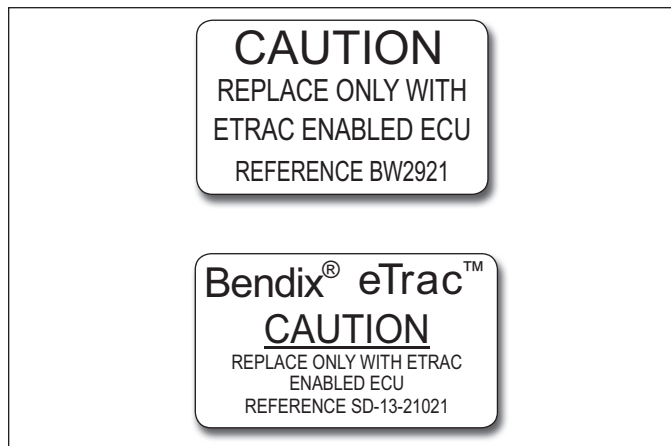 CAUTION
REPLACE ONLY WITH
ETRAC ENABLED ECU
REFERENCE BW2921
Bendix® eTrac™
CAUTION
REPLACE ONLY WITH ETRAC
ENABLED ECU
REFERENCE SD-13-21021